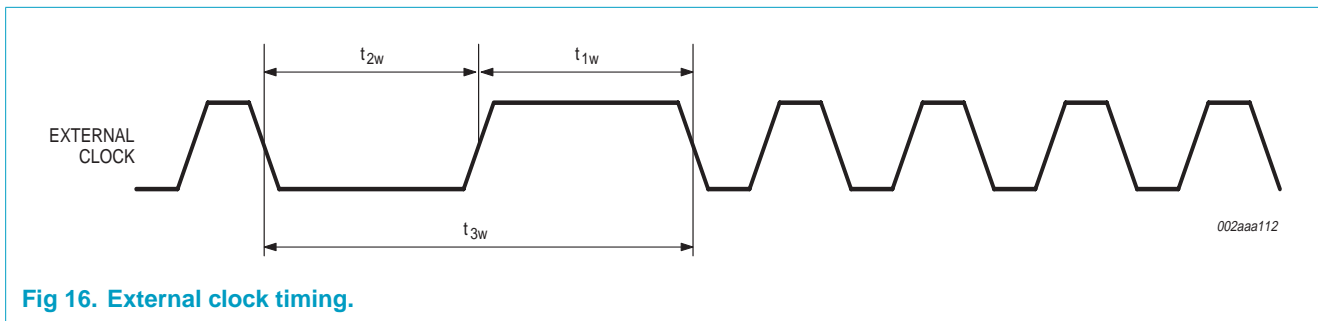 t2w
t1w
EXTERNAL
CLOCK
t3w
002aaa112
Fig 16. External clock timing.